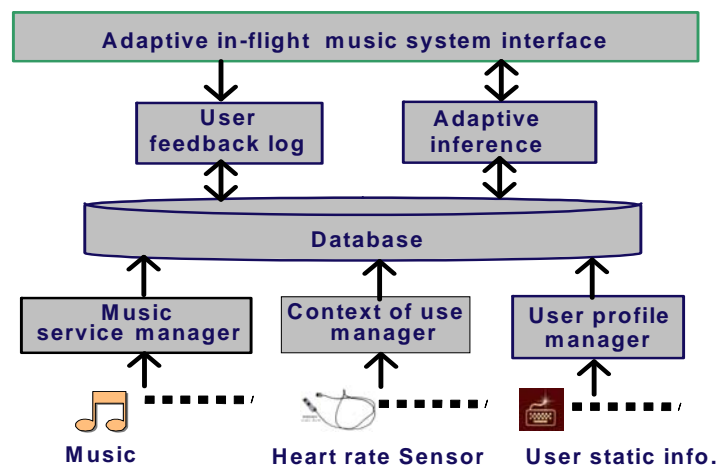 Adaptive in-flight music system interface
User
feedback log
Adaptive
inference
Database
Music
service manager
Context of use
manager
User profile
manager
Music
Heart rate Sensor
User static info.